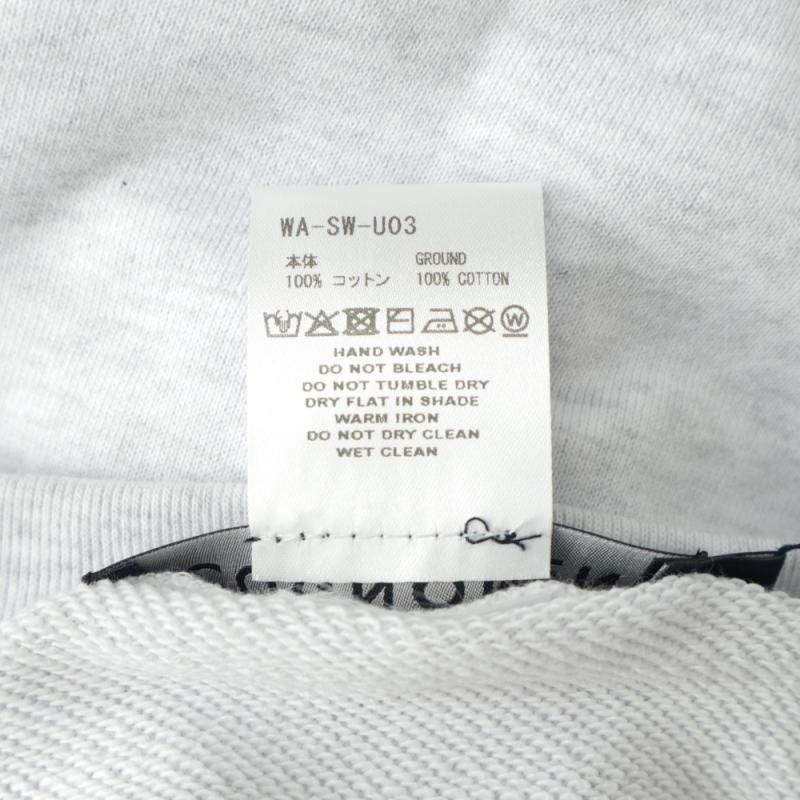 WA-SW-U03
本体 GROUND
100% コットン 100% COTTON
W
HAND WASH
DO NOT BLEACH
DO NOT TUMBLE DRY
DRY FLAT IN SHADE
WARM IRON
DO NOT DRY CLEAN
WET CLEAN